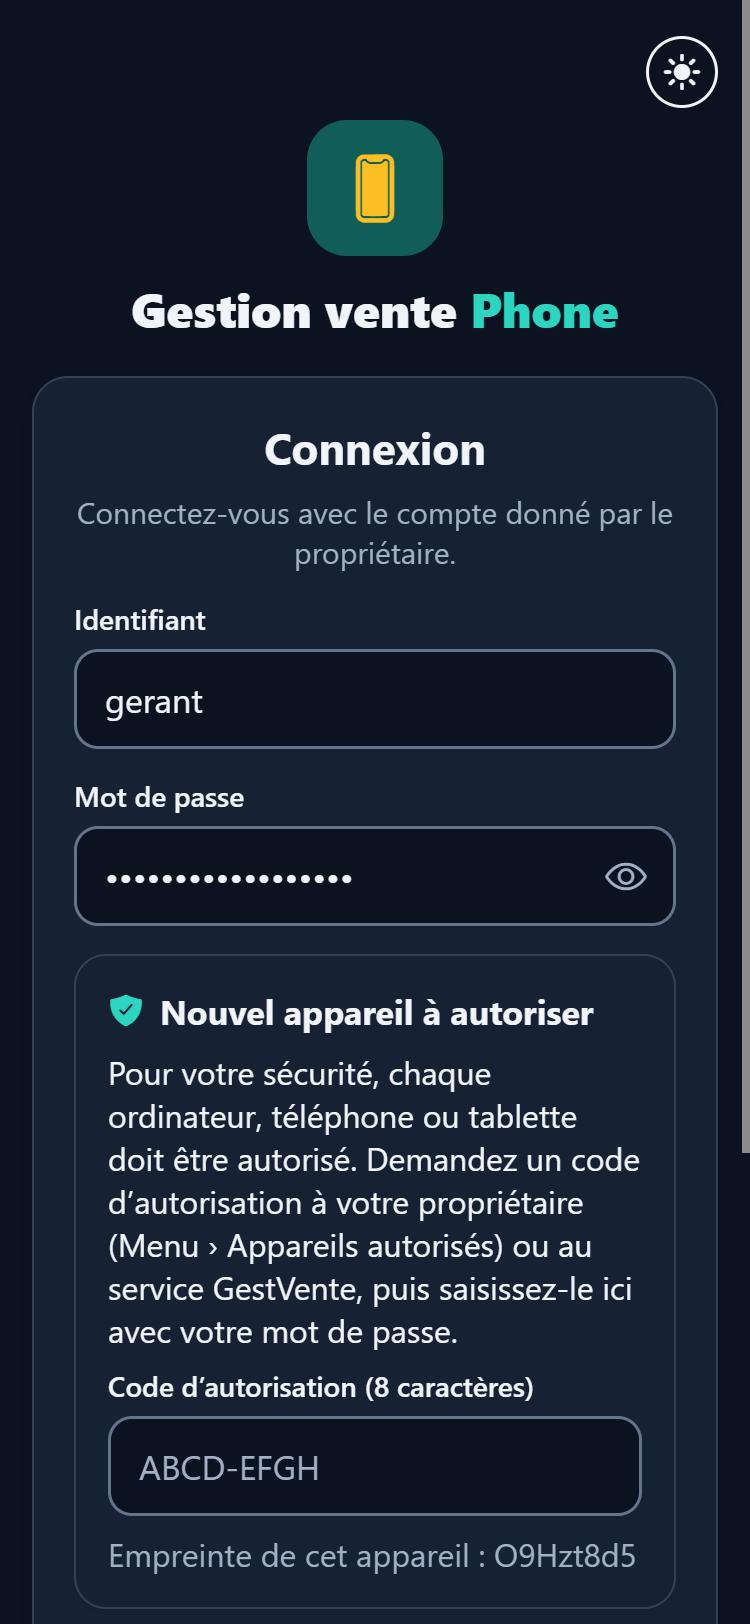 Gestion vente Phone
Connexion
Connectez-vous avec le compte donné par le
propriétaire.
Identifiant
gerant
Mot de passe
••••••••••••••••••
Nouvel appareil à autoriser
Pour votre sécurité, chaque
ordinateur, téléphone ou tablette
doit être autorisé. Demandez un code
d’autorisation à votre propriétaire
(Menu › Appareils autorisés) ou au
service GestVente, puis saisissez-le ici
avec votre mot de passe.
Code d’autorisation (8 caractères)
ABCD-EFGH
Empreinte de cet appareil : O9Hzt8d5